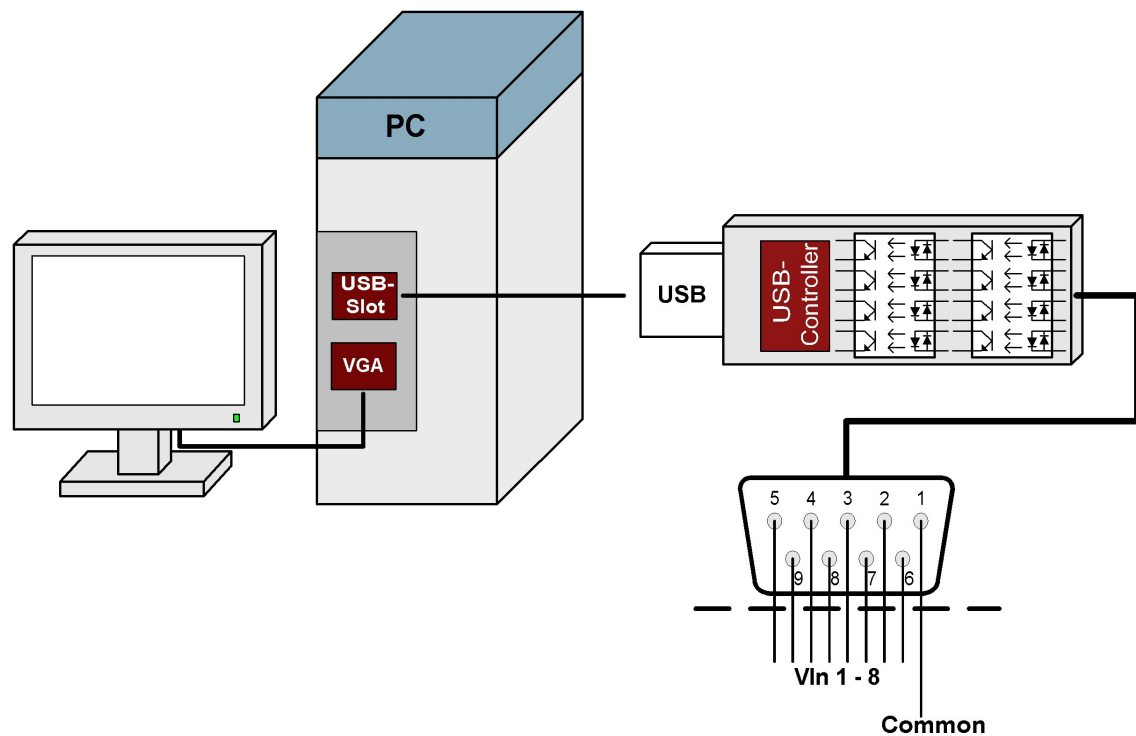 PC
USB-
Slot
VGA
USB
USB-
Controller
5 4 3 2 1
9 8 7 6
VIn 1 - 8
Common